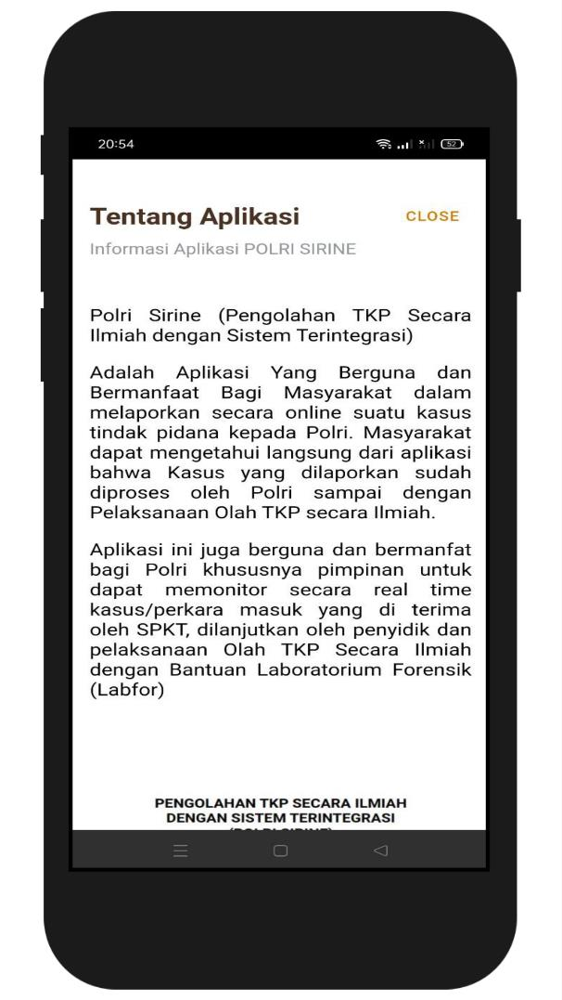 20:54
52
Tentang Aplikasi
CLOSE
Informasi Aplikasi POLRI SIRINE
Polri Sirine (Pengolahan TKP Secara
Ilmiah dengan Sistem Terintegrasi)
Adalah Aplikasi Yang Berguna dan
Bermanfaat Bagi Masyarakat dalam
melaporkan secara online suatu kasus
tindak pidana kepada Polri. Masyarakat
dapat mengetahui langsung dari aplikasi
bahwa Kasus yang dilaporkan sudah
diproses oleh Polri sampai dengan
Pelaksanaan Olah TKP secara Ilmiah.
Aplikasi ini juga berguna dan bermanfat
bagi Polri khususnya pimpinan untuk
dapat memonitor secara real time
kasus/perkara masuk yang di terima
oleh SPKT, dilanjutkan oleh penyidik dan
pelaksanaan Olah TKP Secara Ilmiah
dengan Bantuan Laboratorium Forensik
(Labfor)
PENGOLAHAN TKP SECARA ILMIAH
DENGAN SISTEM TERINTEGRASI
(POLRI SIRINE)